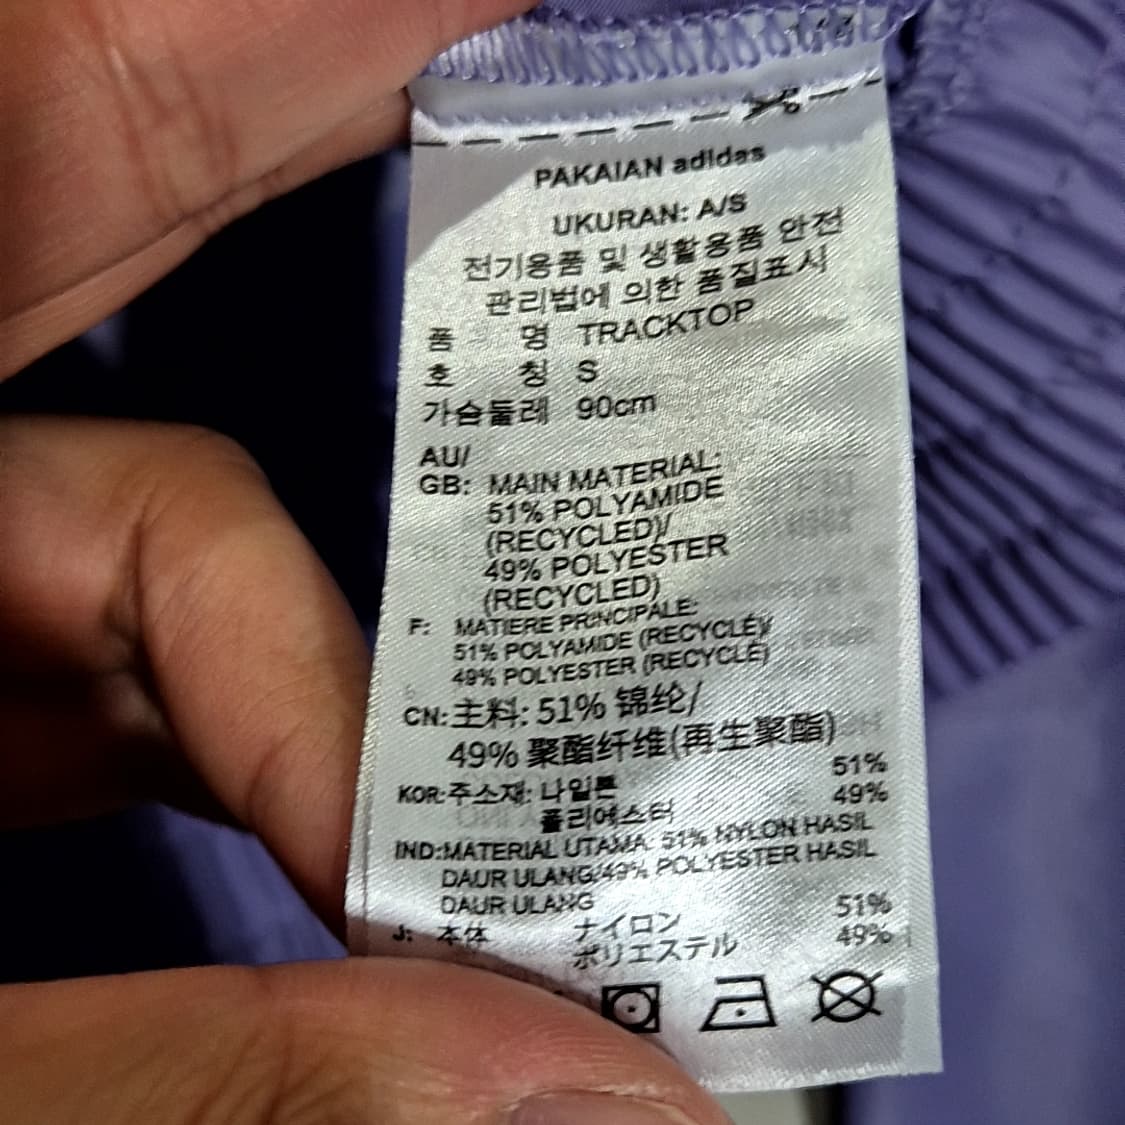 PAKAIAN adidas
UKURAN: A/S
전기용품 및 생활용품 안전
관리법에 의한 품질표시
품 명 TRACKTOP
호 칭 S
가슴둘레 90cm
AU/
GB: MAIN MATERIAL:
51% POLYAMIDE
(RECYCLED)/
49% POLYESTER
(RECYCLED)
F: MATIERE PRINCIPALE:
51% POLYAMIDE (RECYCLÉ)/
49% POLYESTER (RECYCLÉ)
CN:主料: 51% 锦纶/
49% 聚酯纤维(再生聚酯)
KOR:주소재: 나일론 51%
폴리에스터 49%
IND:MATERIAL UTAMA: 51% NYLON HASIL
DAUR ULANG/49% POLYESTER HASIL
DAUR ULANG
J: 本体 ナイロン 51%
ポリエステル 49%